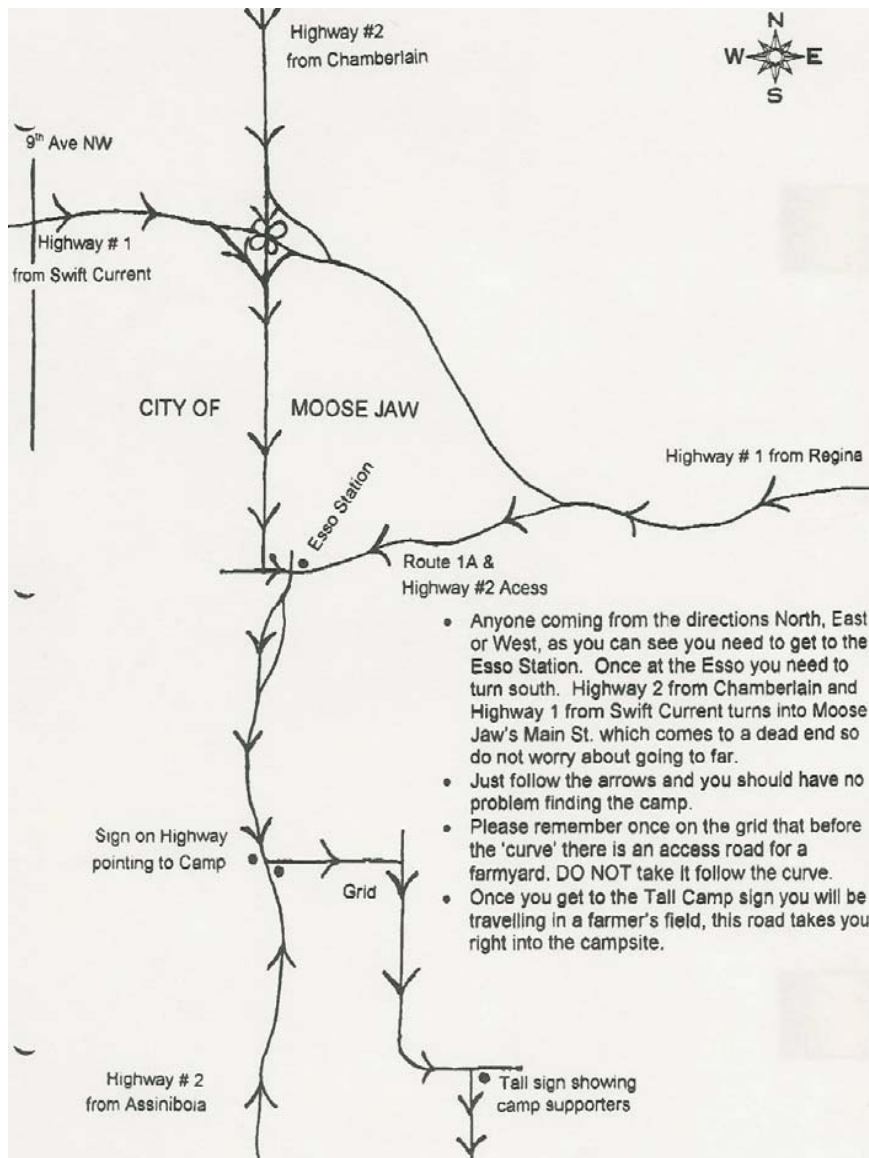 Highway #2
from Chamberlain
N
W E
S
9th Ave NW
Highway # 1
from Swift Current
CITY OF MOOSE JAW
Highway # 1 from Regina
Esso Station
Route 1A &
Highway #2 Acess
• Anyone coming from the directions North, East
or West, as you can see you need to get to the
Esso Station. Once at the Esso you need to
turn south. Highway 2 from Chamberlain and
Highway 1 from Swift Current turns into Moose
Jaw's Main St. which comes to a dead end so
do not worry about going to far.
• Just follow the arrows and you should have no
problem finding the camp.
• Please remember once on the grid that before
the 'curve' there is an access road for a
farmyard. DO NOT take it follow the curve.
• Once you get to the Tall Camp sign you will be
travelling in a farmer's field, this road takes you
right into the campsite.
Sign on Highway
pointing to Camp
Grid
Highway # 2
from Assiniboia
Tall sign showing
camp supporters